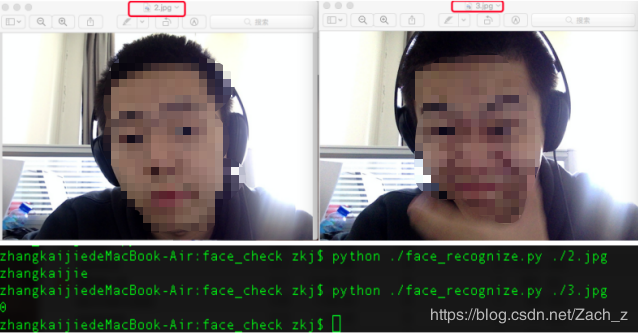 2.jpg
3.jpg
搜索
搜索
zhangkaijiedeMacBook-Air:face_check zkj$ python ./face_recognize.py ./2.jpg
zhangkaijie
zhangkaijiedeMacBook-Air:face_check zkj$ python ./face_recognize.py ./3.jpg
0
zhangkaijiedeMacBook-Air:face_check zkj$
https://blog.csdn.net/Zach_z